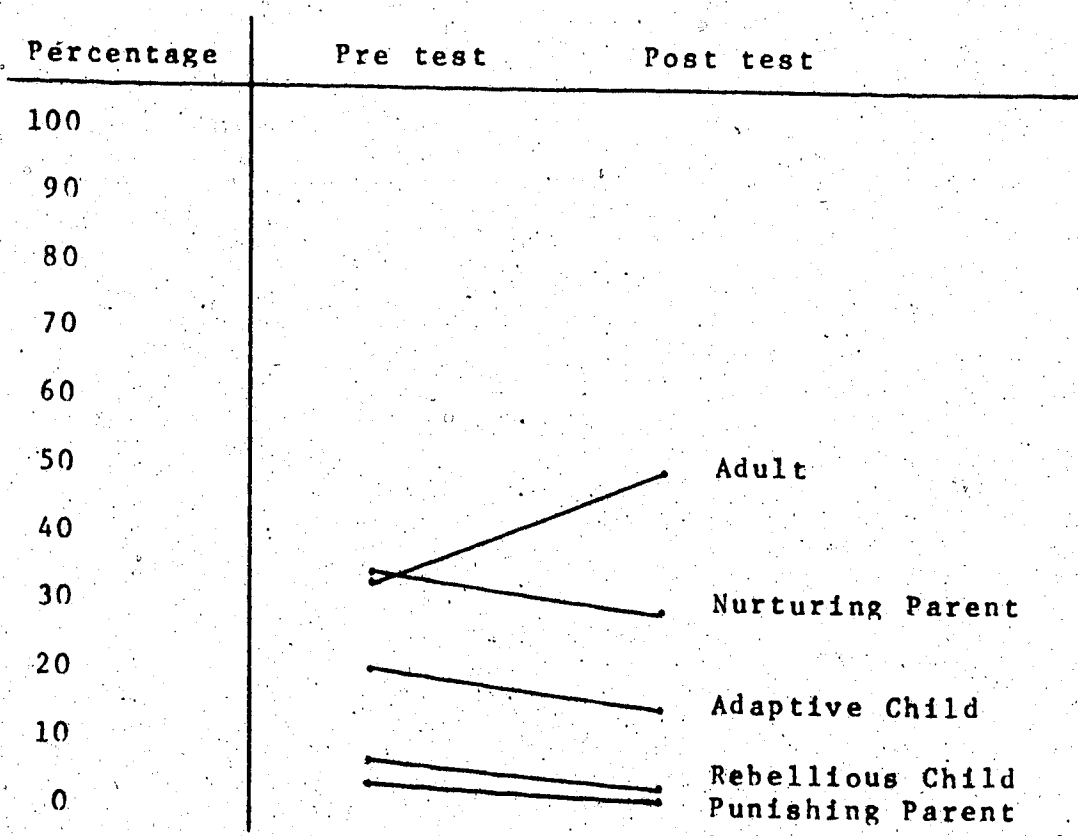 Percentage Pre test Post test
100
90
80
70
60
50 Adult
40
30 Nurturing Parent
20
Adaptive Child
10
Rebellious Child
0 Punishing Parent